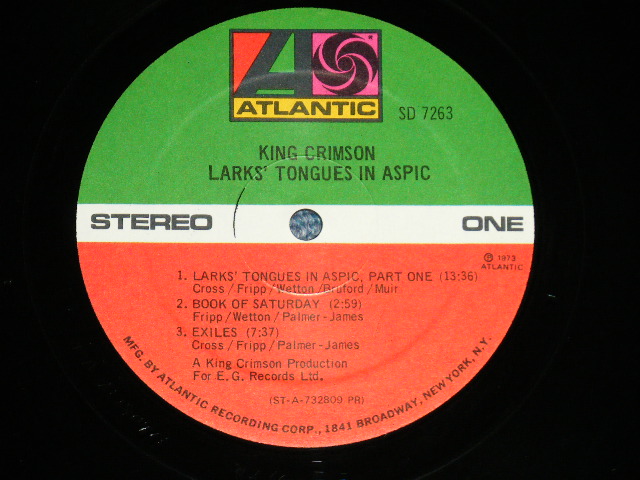 ATLANTIC
SD 7263
KING CRIMSON
LARKS' TONGUES IN ASPIC
STEREO
ONE
℗ 1973
ATLANTIC
1. LARKS' TONGUES IN ASPIC, PART ONE (13:36)
Cross/Fripp/Wetton/Bruford/Muir
2. BOOK OF SATURDAY (2:59)
Fripp/Wetton/Palmer-James
3. EXILES (7:37)
Cross/Fripp/Palmer-James
A King Crimson Production
For E.G. Records Ltd.
(ST-A-732809 PR)
MFG. BY ATLANTIC RECORDING CORP., 1841 BROADWAY, NEW YORK, N.Y.